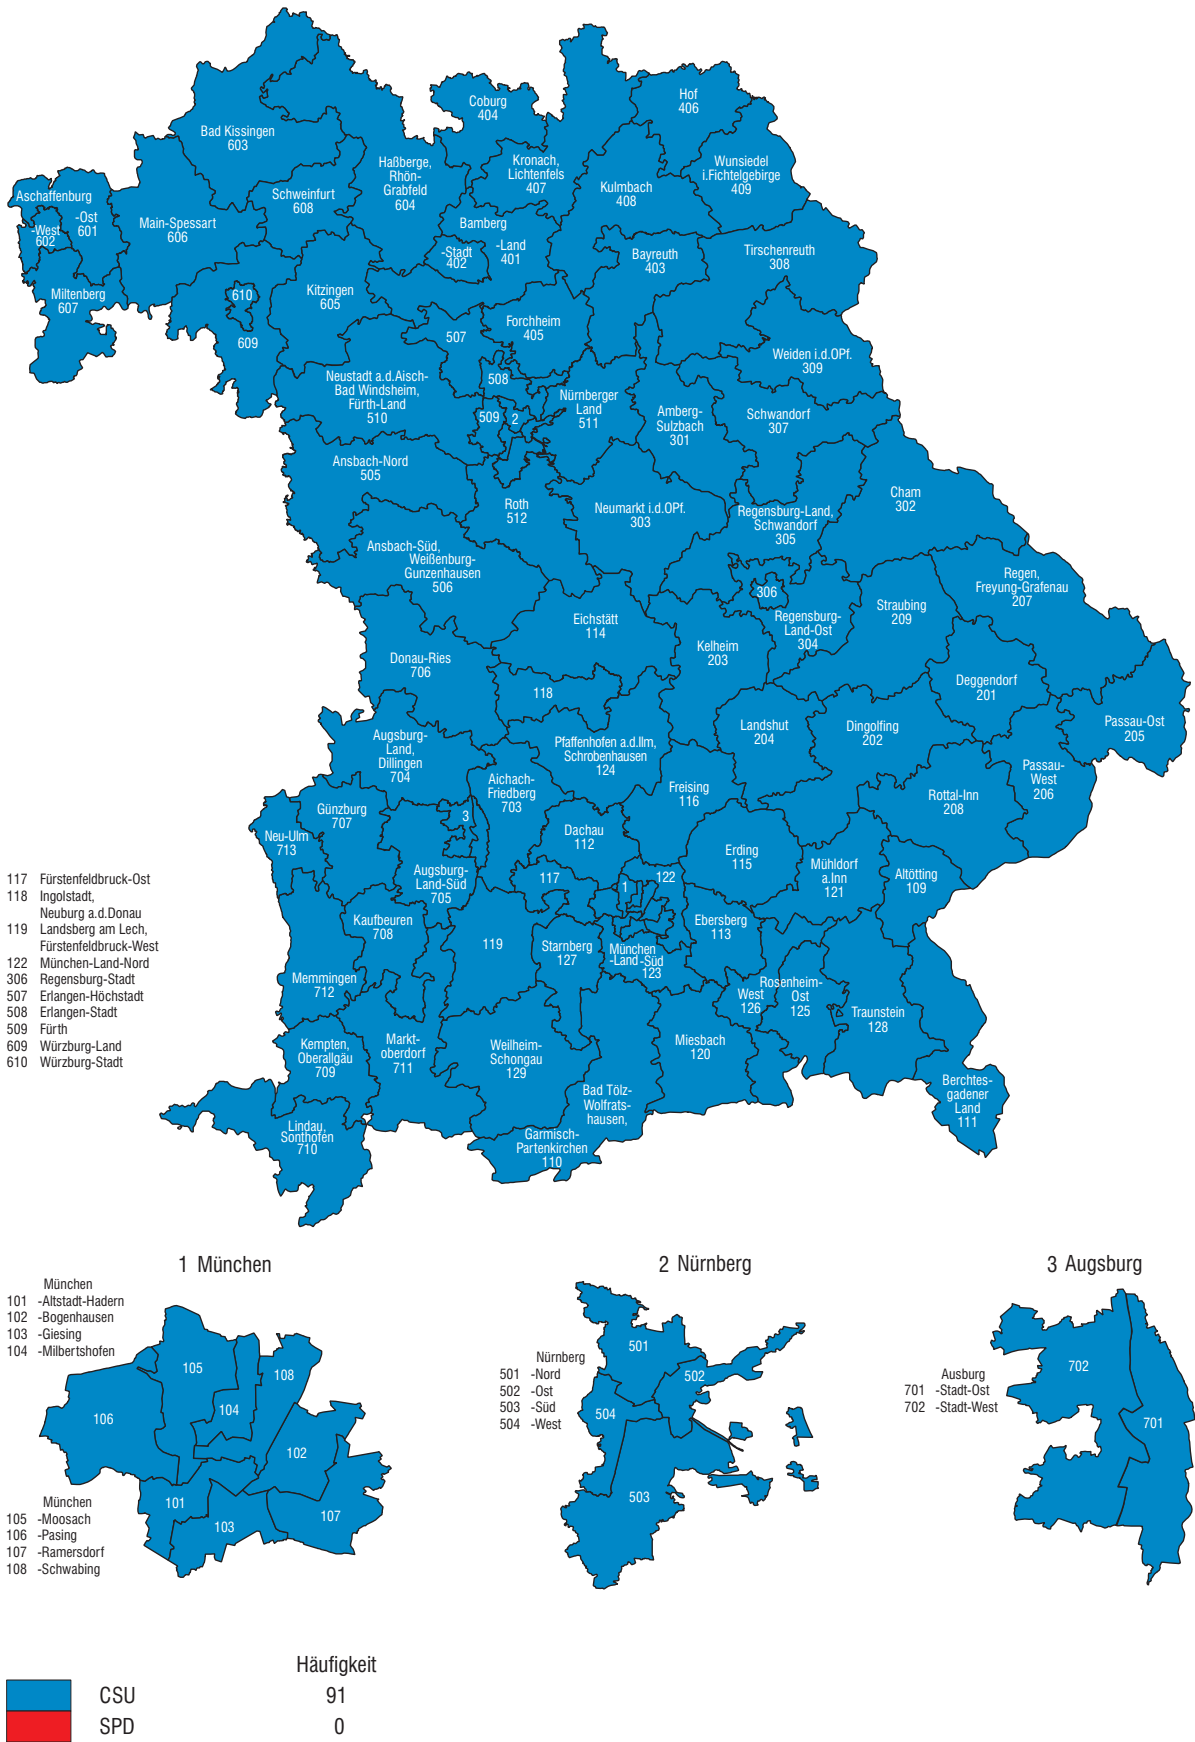 Coburg
404
Hof
406
Bad Kissingen
603
Haßberge,
Rhön-
Grabfeld
604
Kronach,
Lichtenfels
407
Wunsiedel
i.Fichtelgebirge
409
Kulmbach
408
Aschaffenburg
-Ost
601
-West
602
Schweinfurt
608
Main-Spessart
606
Bamberg
-Land
401
-Stadt
402
Bayreuth
403
Tirschenreuth
308
Miltenberg
607
610
609
Kitzingen
605
507
Forchheim
405
508
Weiden i.d.OPf.
309
Neustadt a.d.Aisch-
Bad Windsheim,
Fürth-Land
510
509
2
Nürnberger
Land
511
Amberg-
Sulzbach
301
Schwandorf
307
Ansbach-Nord
505
Roth
512
Neumarkt i.d.OPf.
303
Regensburg-Land,
Schwandorf
305
Cham
302
Ansbach-Süd,
Weißenburg-
Gunzenhausen
506
306
Regensburg-
Land-Ost
304
Straubing
209
Regen,
Freyung-Grafenau
207
Eichstätt
114
Kelheim
203
Donau-Ries
706
118
Deggendorf
201
Landshut
204
Dingolfing
202
Passau-Ost
205
Augsburg-
Land,
Dillingen
704
Pfaffenhofen a.d.Ilm,
Schrobenhausen
124
Aichach-
Friedberg
703
Freising
116
Passau-
West
206
Rottal-Inn
208
Günzburg
707
Neu-Ulm
713
3
Dachau
112
Erding
115
Mühldorf
a.Inn
121
Altötting
109
Augsburg-
Land-Süd
705
117
1
122
Kaufbeuren
708
119
Starnberg
127
München
-Land-Süd
123
Ebersberg
113
Memmingen
712
West
126
Rosenheim-
Ost
125
Traunstein
128
Kempten,
Oberallgäu
709
Markt-
oberdorf
711
Weilheim-
Schongau
129
Miesbach
120
Bad Tölz-
Wolfrats-
hausen,
Garmisch-
Partenkirchen
110
Berchtes-
gadener
Land
111
Lindau,
Sonthofen
710
117 Fürstenfeldbruck-Ost
118 Ingolstadt,
Neuburg a.d.Donau
119 Landsberg am Lech,
Fürstenfeldbruck-West
122 München-Land-Nord
306 Regensburg-Stadt
507 Erlangen-Höchstadt
508 Erlangen-Stadt
509 Fürth
609 Würzburg-Land
610 Würzburg-Stadt
1 München
München
101 -Altstadt-Hadern
102 -Bogenhausen
103 -Giesing
104 -Milbertshofen
105
108
104
106
102
101
103
107
München
105 -Moosach
106 -Pasing
107 -Ramersdorf
108 -Schwabing
2 Nürnberg
Nürnberg
501 -Nord
502 -Ost
503 -Süd
504 -West
501
502
504
503
3 Augsburg
Ausburg
701 -Stadt-Ost
702 -Stadt-West
702
701
Häufigkeit
CSU 91
SPD 0